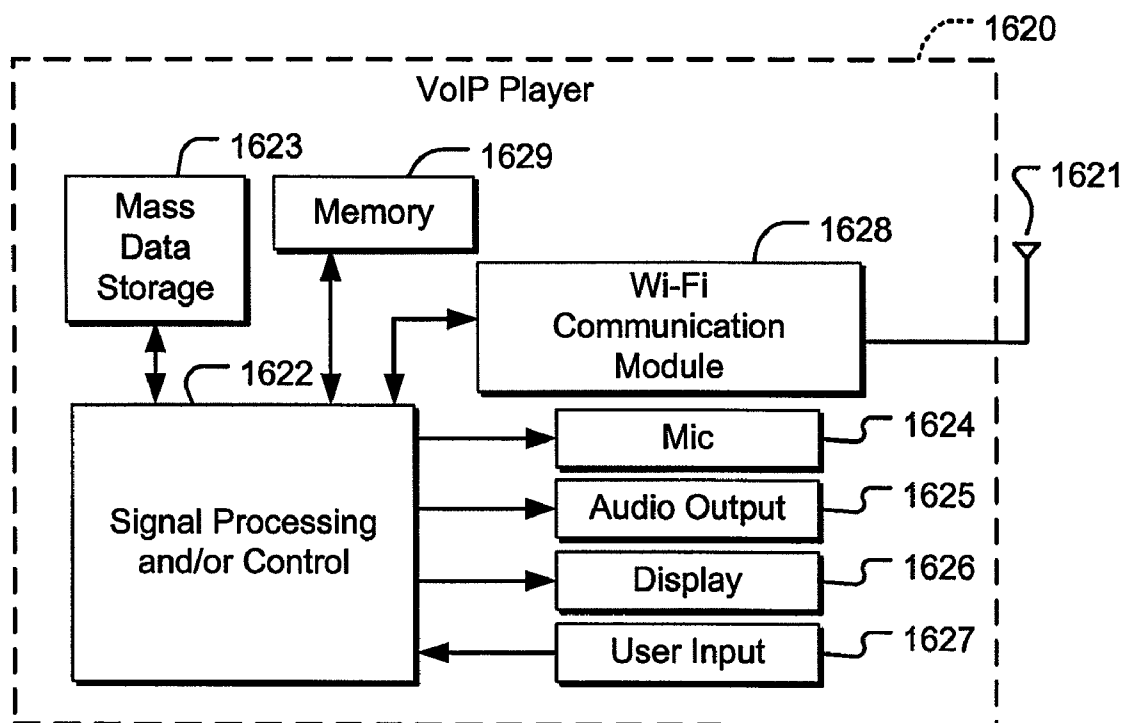 1620
VoIP Player
1623
1629
1621
Mass
Data
Storage
Memory
1628
Wi-Fi
Communication
Module
1622
Signal Processing
and/or Control
Mic
1624
Audio Output
1625
Display
1626
User Input
1627